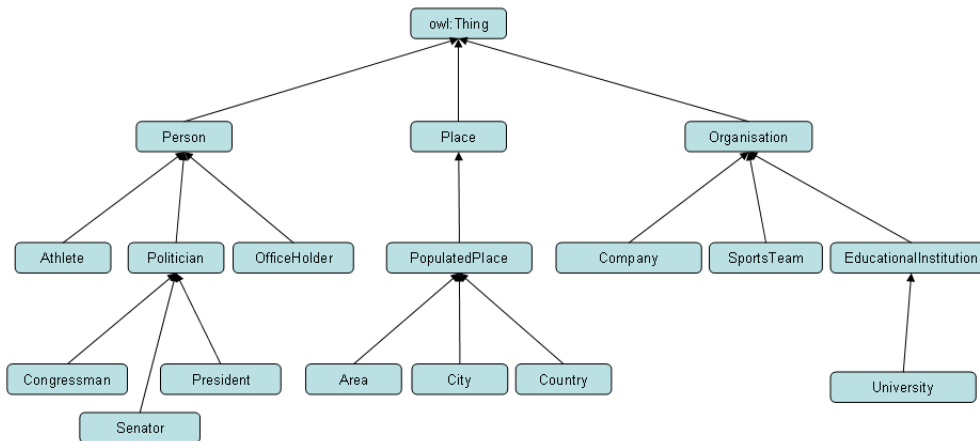 owl:Thing
Person
Place
Organisation
Athlete
Politician
OfficeHolder
PopulatedPlace
Company
SportsTeam
EducationalInstitution
Congressman
President
Area
City
Country
University
Senator